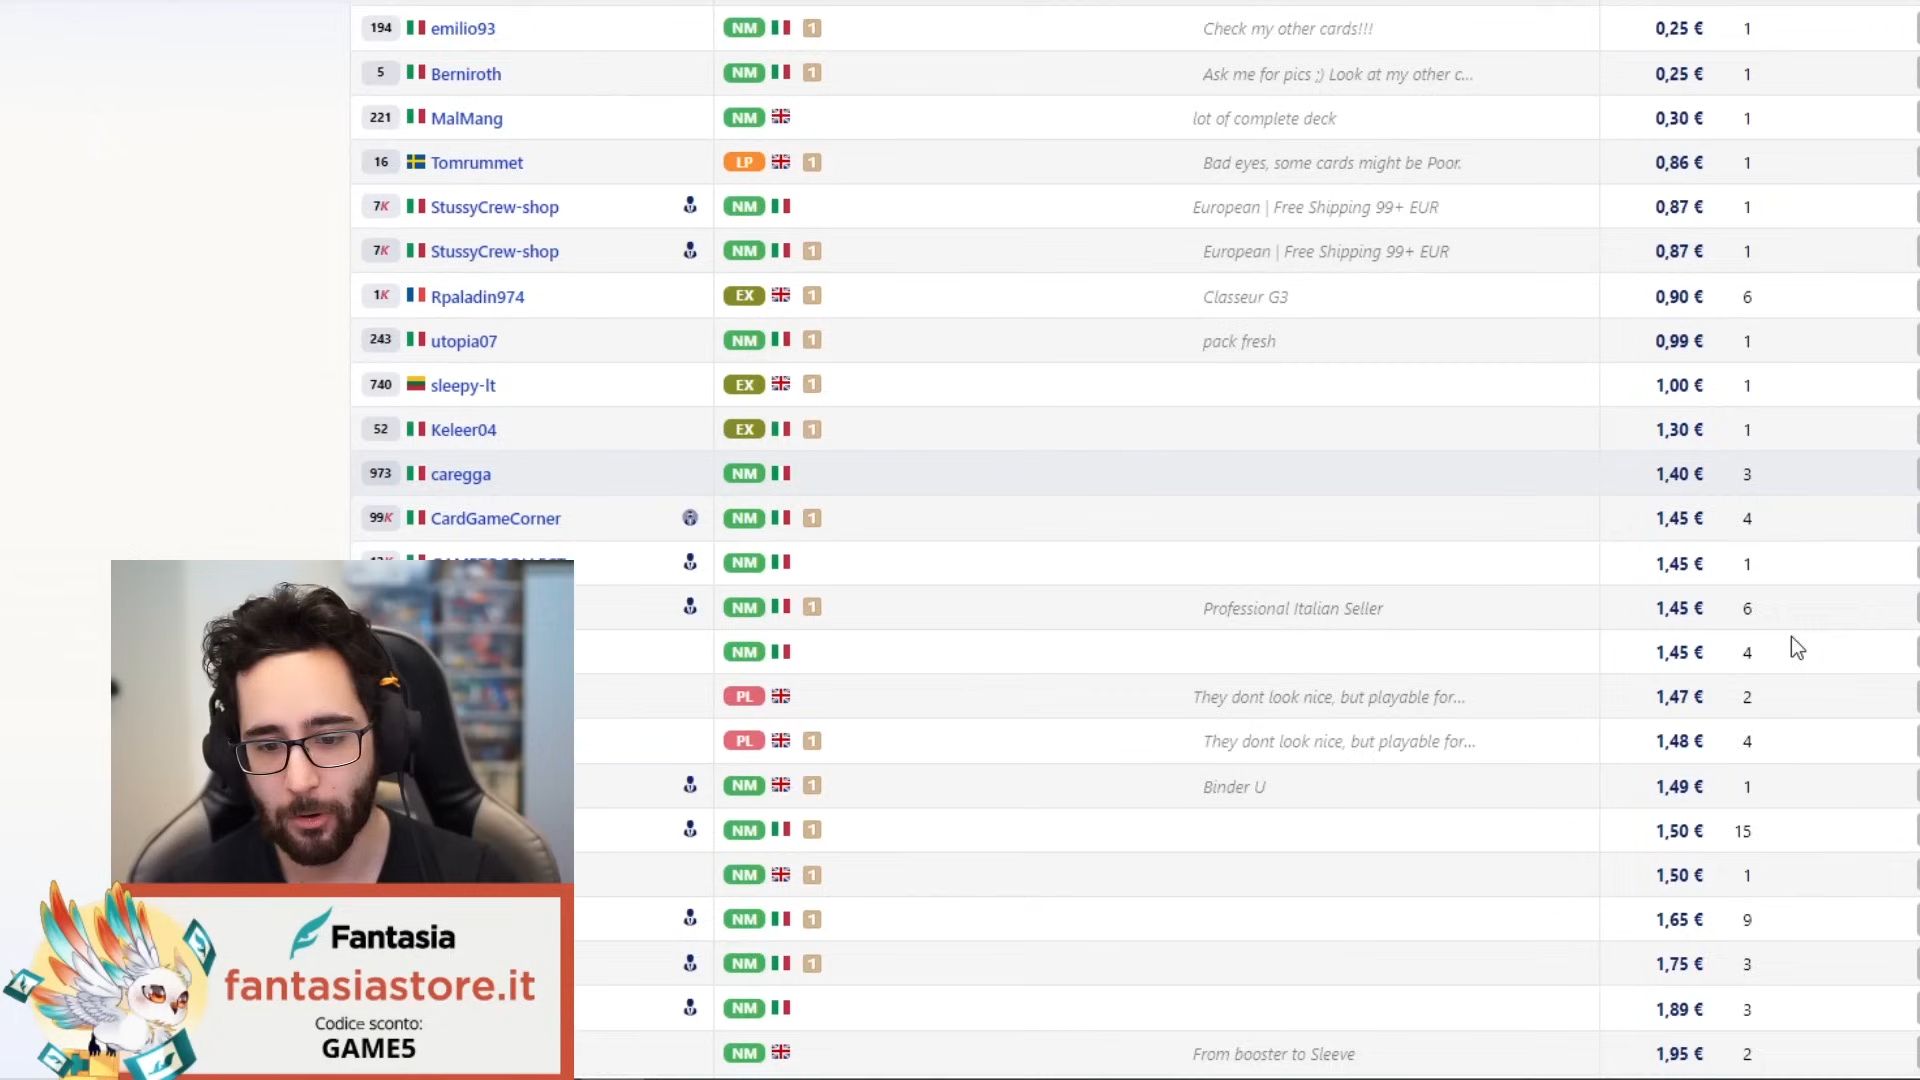 194 emilio93 NM 1 Check my other cards!!! 0,25 € 1
5 Berniroth NM 1 Ask me for pics ;) Look at my other c... 0,25 € 1
221 MalMang NM lot of complete deck 0,30 € 1
16 Tomrummet LP 1 Bad eyes, some cards might be Poor. 0,86 € 1
7K StussyCrew-shop NM European | Free Shipping 99+ EUR 0,87 € 1
7K StussyCrew-shop NM 1 European | Free Shipping 99+ EUR 0,87 € 1
1K Rpaladin974 EX 1 Classeur G3 0,90 € 6
243 utopia07 NM 1 pack fresh 0,99 € 1
740 sleepy-lt EX 1 1,00 € 1
52 Keleer04 EX 1 1,30 € 1
973 caregga NM 1,40 € 3
99K CardGameCorner NM 1 1,45 € 4
NM 1,45 € 1
NM 1 Professional Italian Seller 1,45 € 6
NM 1,45 € 4
PL They dont look nice, but playable for... 1,47 € 2
PL 1 They dont look nice, but playable for... 1,48 € 4
NM 1 Binder U 1,49 € 1
NM 1 1,50 € 15
NM 1 1,50 € 1
NM 1 1,65 € 9
NM 1 1,75 € 3
NM 1,89 € 3
NM From booster to Sleeve 1,95 € 2
Fantasia
fantasiastore.it
Codice sconto:
GAME5